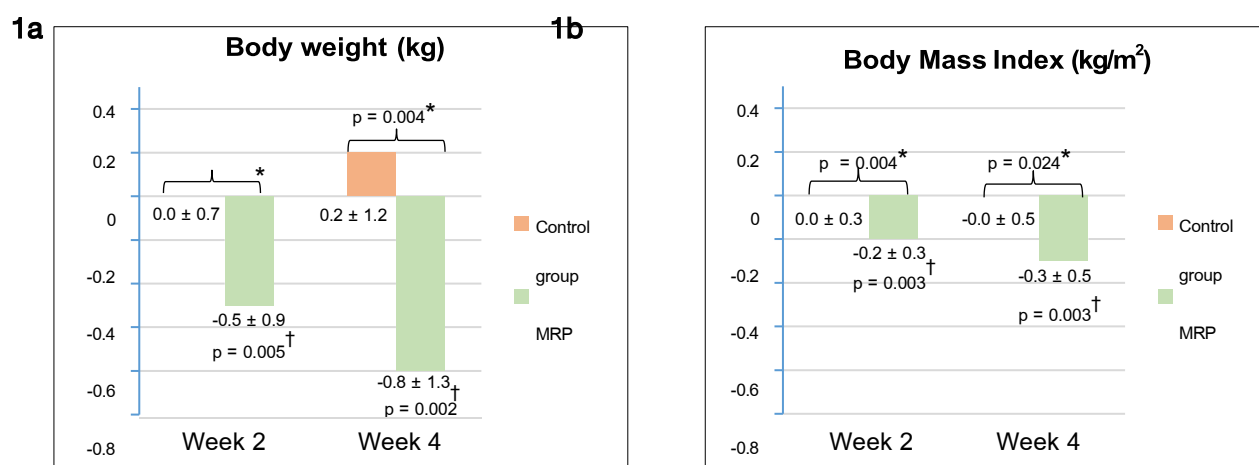 1a
Body weight (kg)
0.4
0.2
0
-0.2
-0.4
-0.6
-0.8
p = 0.004*
*
0.0 ± 0.7
0.2 ± 1.2
-0.5 ± 0.9
p = 0.005†
-0.8 ± 1.3
p = 0.002†
Week 2
Week 4
Control
group
MRP
1b
Body Mass Index (kg/m²)
0.4
0.2
0
-0.2
-0.4
-0.6
-0.8
p = 0.004*
p = 0.024*
0.0 ± 0.3
-0.0 ± 0.5
-0.2 ± 0.3
p = 0.003†
-0.3 ± 0.5
p = 0.003†
Week 2
Week 4
Control
group
MRP